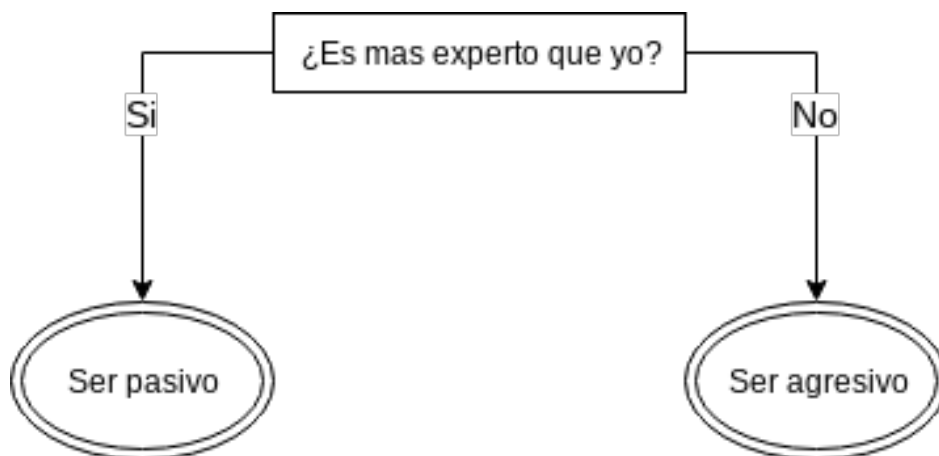 ¿Es mas experto que yo?
Si
No
Ser pasivo
Ser agresivo